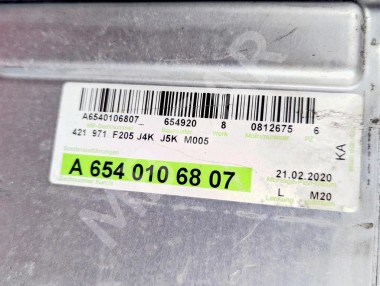 A6540106807_ 654920 8 0812675 6
421 971 F205 J4K J5K M005
KA
A 654 010 68 07
21.02.2020
L M20